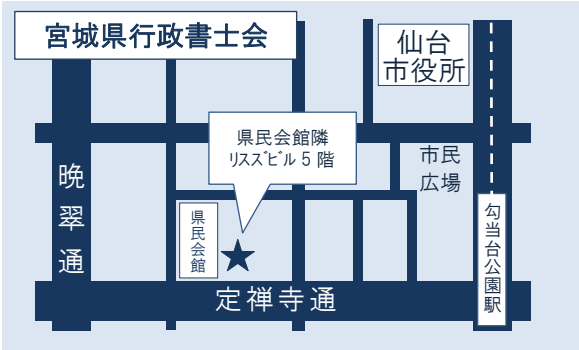 宮城県行政書士会
仙台
市役所
県民会館隣
リスズビル 5 階
市民
広場
晩翠通
県民会館
勾当台公園駅
定禅寺通